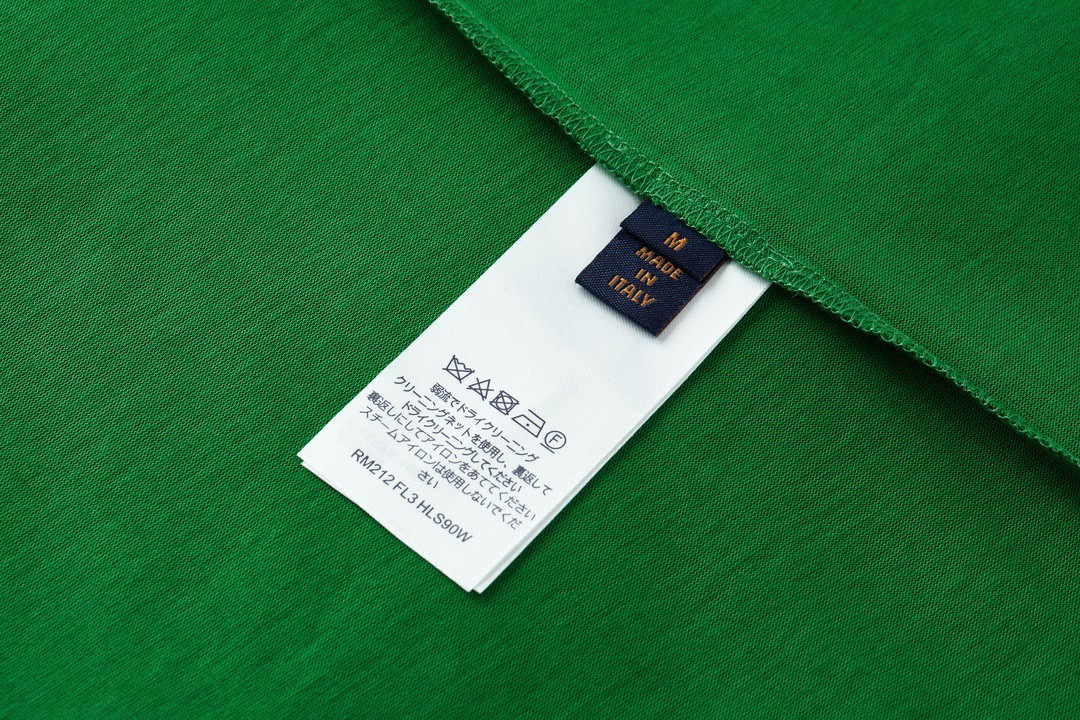 M
MADE
IN
ITALY
F
弱流でドライクリーニング
クリーニングネットを使用し、裏返して
ドライクリーニングしてください
裏返しにしてアイロンをあててください
スチームアイロンは使用しないでくだ
さい
RM212 FL3 HLS90W